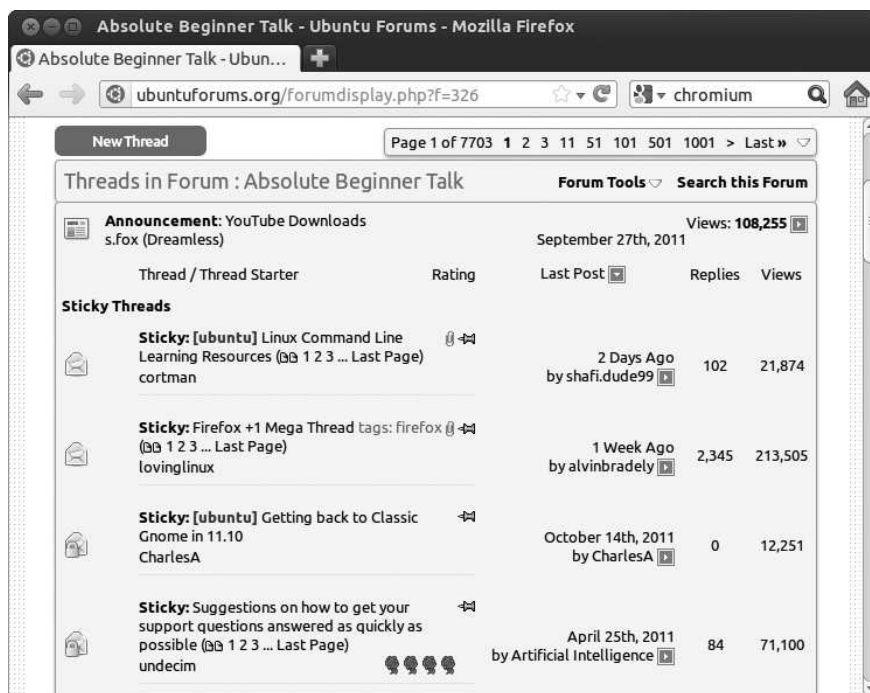 Absolute Beginner Talk - Ubuntu Forums - Mozilla Firefox
Absolute Beginner Talk - Ubun...
ubuntuforums.org/forumdisplay.php?f=326
chromium
New Thread
Page 1 of 7703 1 2 3 11 51 101 501 1001 > Last »
Threads in Forum : Absolute Beginner Talk
Forum Tools
Search this Forum
Announcement: YouTube Downloads
Views: 108,255
s.fox (Dreamless)
September 27th, 2011
Thread / Thread Starter
Rating
Last Post
Replies
Views
Sticky Threads
Sticky: [ubuntu] Linux Command Line
Learning Resources ( 1 2 3 ... Last Page)
cortman
2 Days Ago
by shafi.dude99
102
21,874
Sticky: Firefox +1 Mega Thread tags: firefox
( 1 2 3 ... Last Page)
lovinglinux
1 Week Ago
by alvinbradely
2,345
213,505
Sticky: [ubuntu] Getting back to Classic
Gnome in 11.10
CharlesA
October 14th, 2011
by CharlesA
0
12,251
Sticky: Suggestions on how to get your
support questions answered as quickly as
possible ( 1 2 3 ... Last Page)
undecim
April 25th, 2011
by Artificial Intelligence
84
71,100